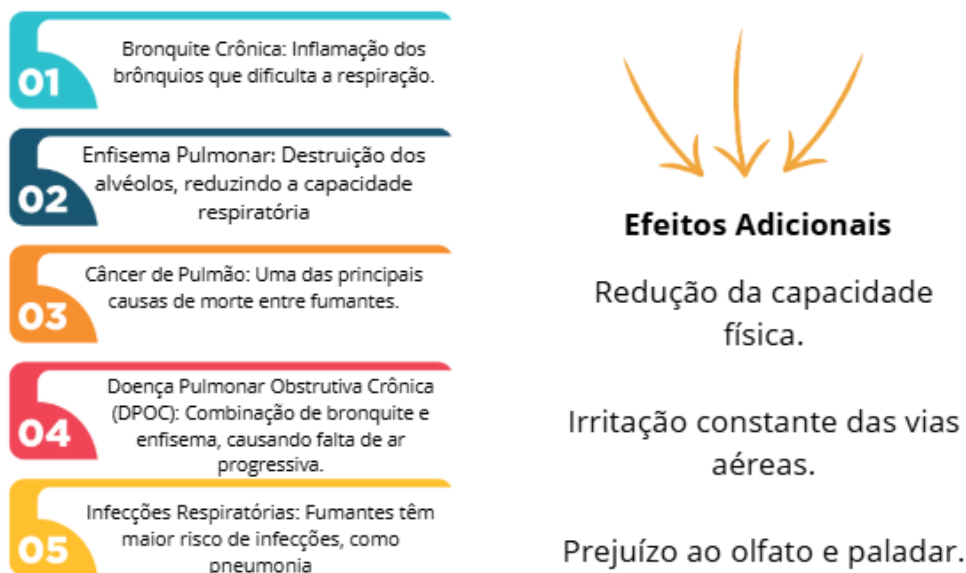 01
Bronquite Crônica: Inflamação dos
brônquios que dificulta a respiração.
02
Enfisema Pulmonar: Destruição dos
alvéolos, reduzindo a capacidade
respiratória
03
Câncer de Pulmão: Uma das principais
causas de morte entre fumantes.
04
Doença Pulmonar Obstrutiva Crônica
(DPOC): Combinação de bronquite e
enfisema, causando falta de ar
progressiva.
05
Infecções Respiratórias: Fumantes têm
maior risco de infecções, como
pneumonia
Efeitos Adicionais
Redução da capacidade
física.
Irritação constante das vias
aéreas.
Prejuízo ao olfato e paladar.